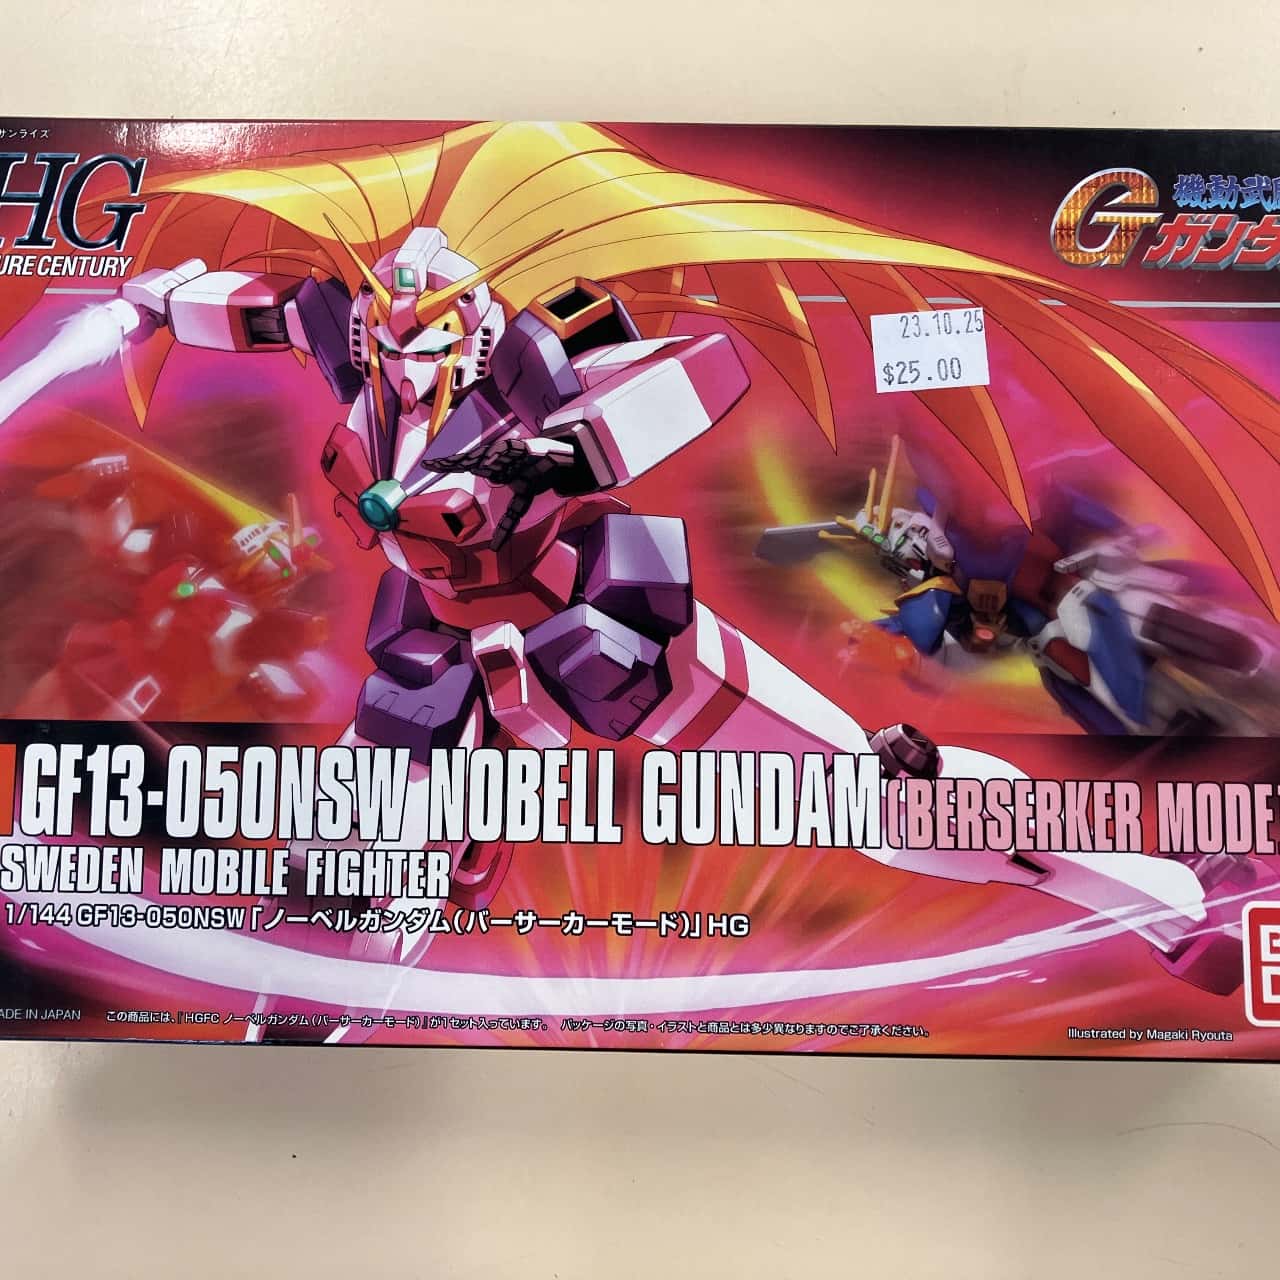 サンライズ
HG
URE CENTURY
G
機動武
ガンダ
23.10.25
$25.00
GF13-050NSW NOBELL GUNDAM (BERSERKER MODE)
SWEDEN MOBILE FIGHTER
1/144 GF13-050NSW「ノーベルガンダム(バーサーカーモード)」HG
ADE IN JAPAN
この商品には、『HGFC ノーベルガンダム(バーサーカーモード)』が1セット入っています。 パッケージの写真・イラストと商品とは多少異なりますのでご了承ください。
Illustrated by Magaki Ryouta